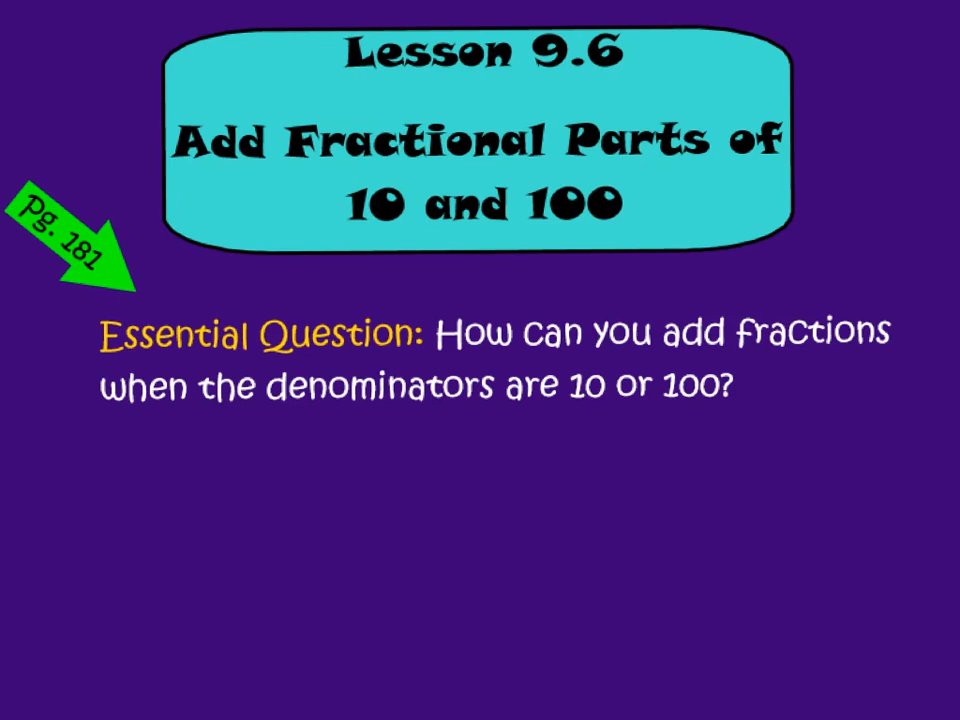 Lesson 9.6
Add Fractional Parts of
10 and 100
Pg. 181
Essential Question: How can you add fractions
when the denominators are 10 or 100?